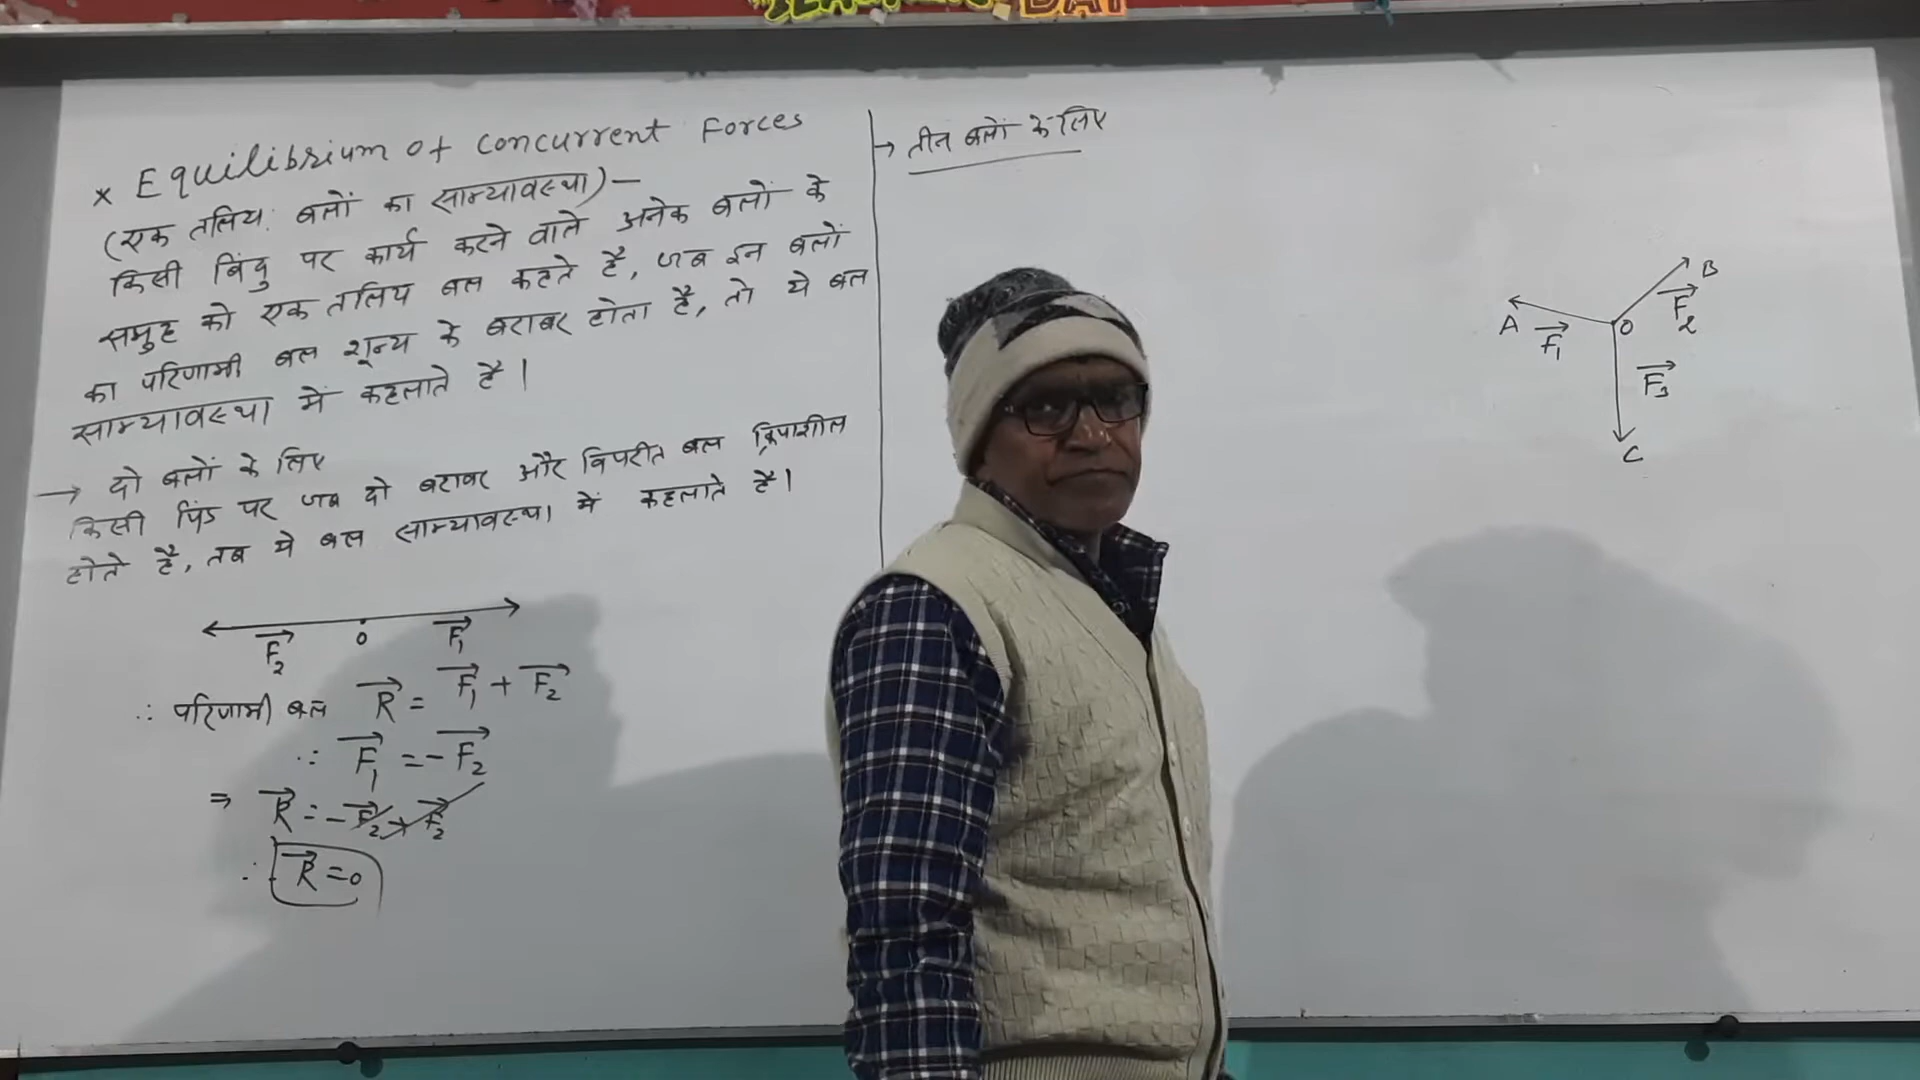 TEACHER'S DAY
* Equilibrium of concurrent Forces
(एक तलिय: बलों का साम्यावस्था)-
किसी बिंदु पर कार्य करने वाले अनेक बलों के
समुह को एक तलिय बल कहते है, जब इन बलों
का परिणामी बल शून्य के बराबर होता है, तो ये बल
साम्यावस्था में कहलाते है।
→ दो बलों के लिए
किसी पिंड पर जब दो बराबर और विपरीत बल क्रियाशील
होते है, तब ये बल साम्यावस्था में कहलाते है।
F₂ O F₁
∴ परिणामी बल R = F₁ + F₂
∵ F₁ = -F₂
⇒ R = -F₂ + F₂
∴ R = 0
→ तीन बलों के लिए
B
F₂
A F₁ O
F₃
C